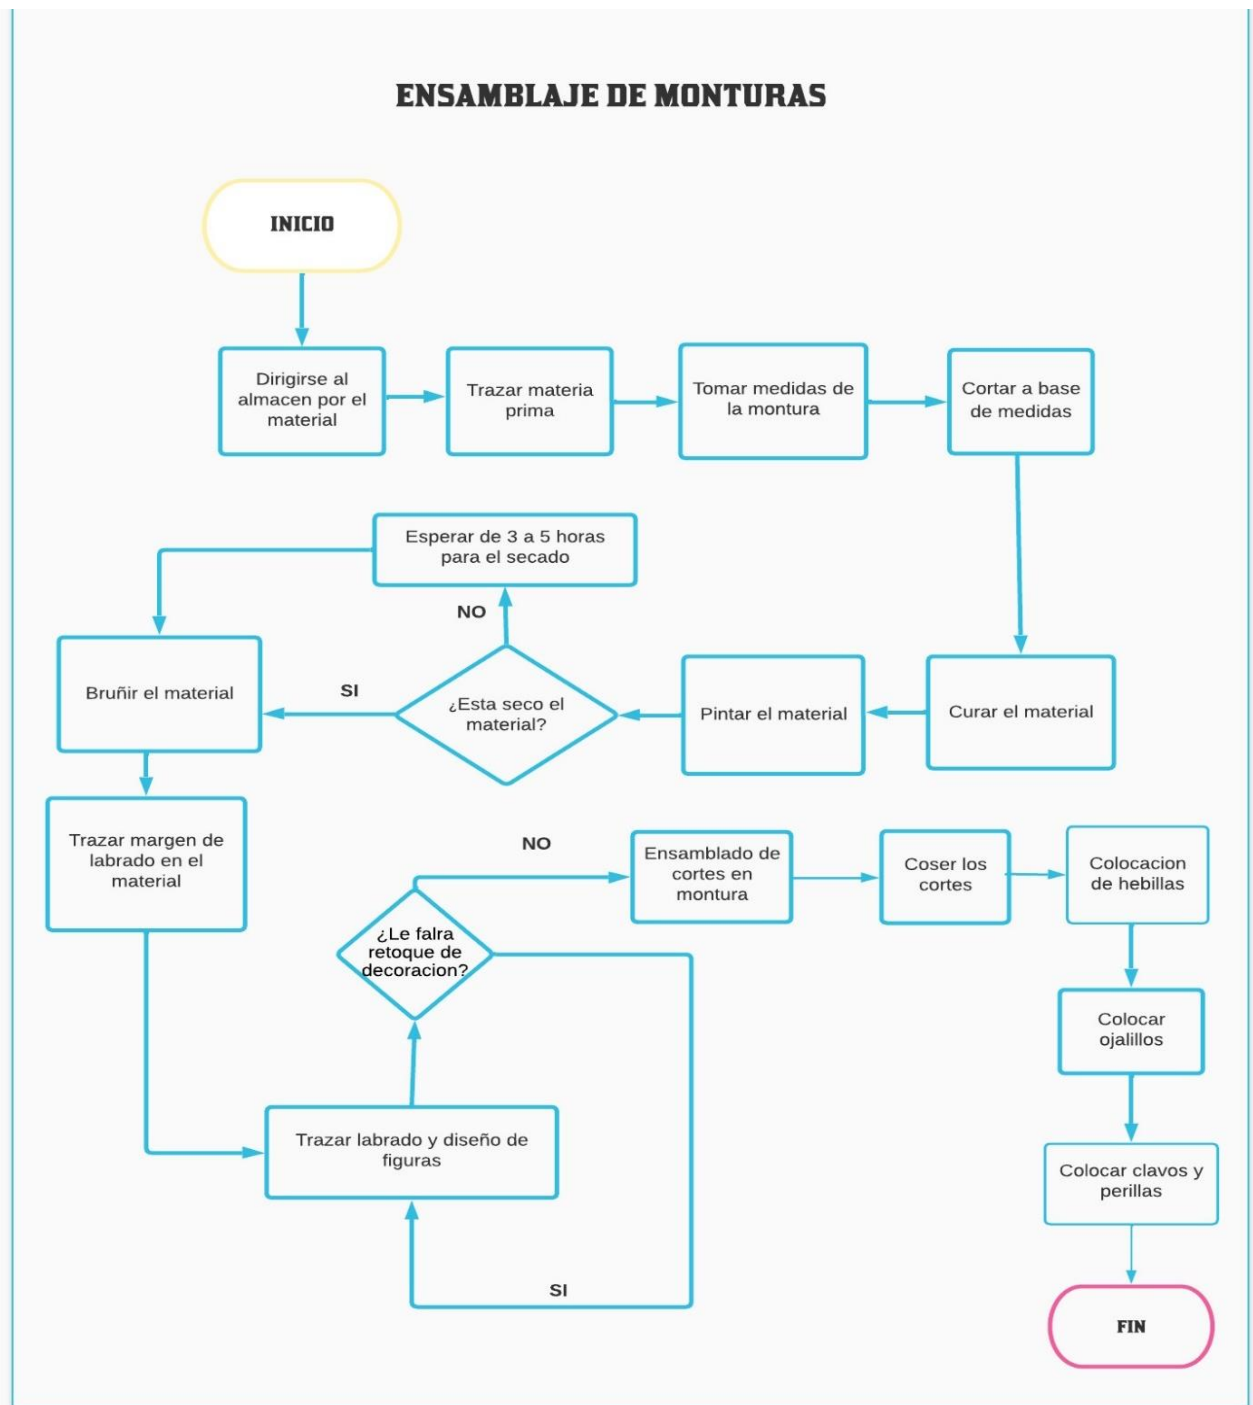 ENSAMBLAJE DE MONTURAS
INICIO
Dirigirse al
almacen por el
material
Trazar materia
prima
Tomar medidas de
la montura
Cortar a base
de medidas
Esperar de 3 a 5 horas
para el secado
NO
Bruñir el material
SI
¿Esta seco el
material?
Pintar el material
Curar el material
Trazar margen de
labrado en el
material
NO
¿Le falra
retoque de
decoracion?
Ensamblado de
cortes en
montura
Coser los
cortes
Colocacion
de hebillas
Colocar
ojalillos
Trazar labrado y diseño de
figuras
Colocar clavos y
perillas
SI
FIN